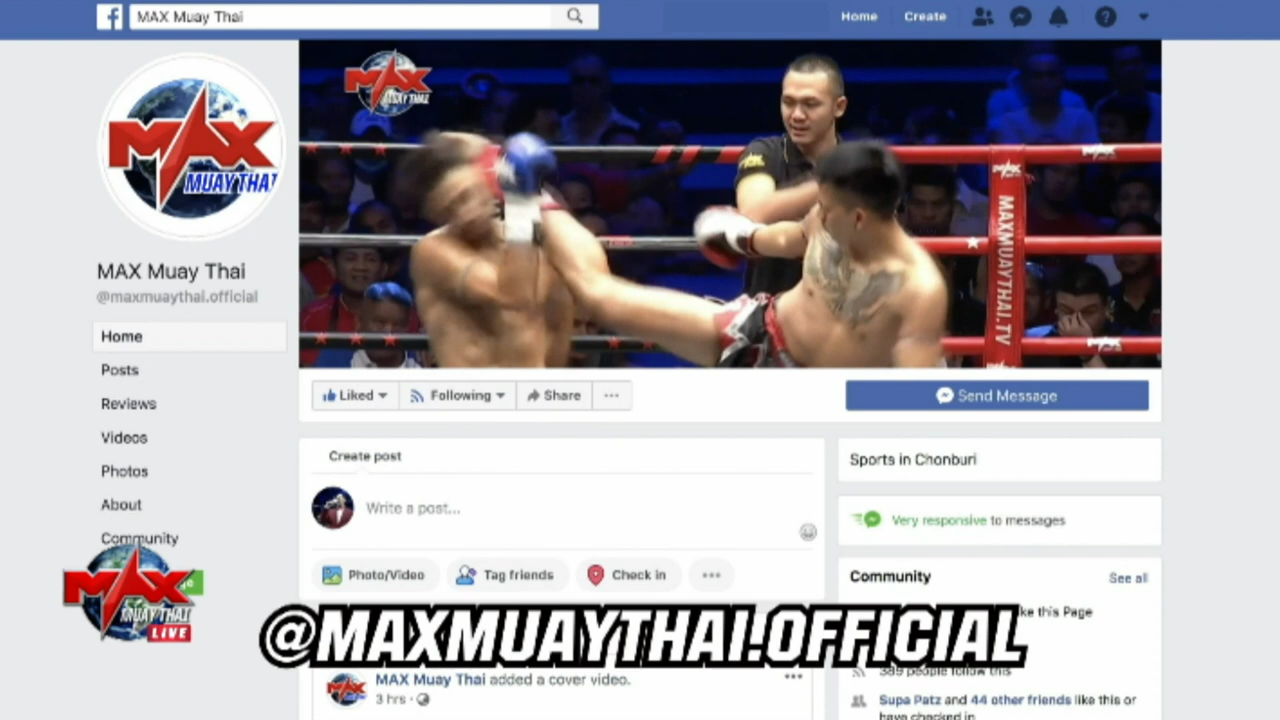 MAX Muay Thai
Home
Create
MAX
MUAY THAI
MAX
MUAY THAI
MAX
MAXMUAYTHAI.TV
MAX Muay Thai
@maxmuaythai.official
Home
Posts
Reviews
Videos
Photos
About
Community
Liked
Following
Share
Send Message
Create post
Write a post...
Photo/Video
Tag friends
Check in
Sports in Chonburi
Very responsive to messages
Community
See all
ke this Page
389 people follow this
Supa Patz and 44 other friends like this or
have checked in
MAX
MUAY THAI
LIVE
@MAXMUAYTHAI.OFFICIAL
MAX Muay Thai added a cover video.
3 hrs